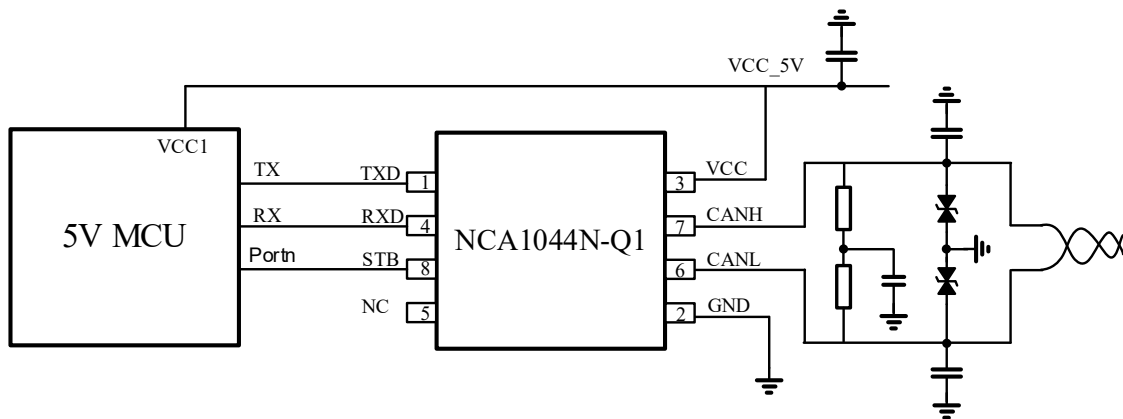 VCC_5V
VCC1
TX TXD 1 3 VCC
RX RXD 4 7 CANH
5V MCU NCA1044N-Q1
Portn STB 8 6 CANL
NC 5 2 GND